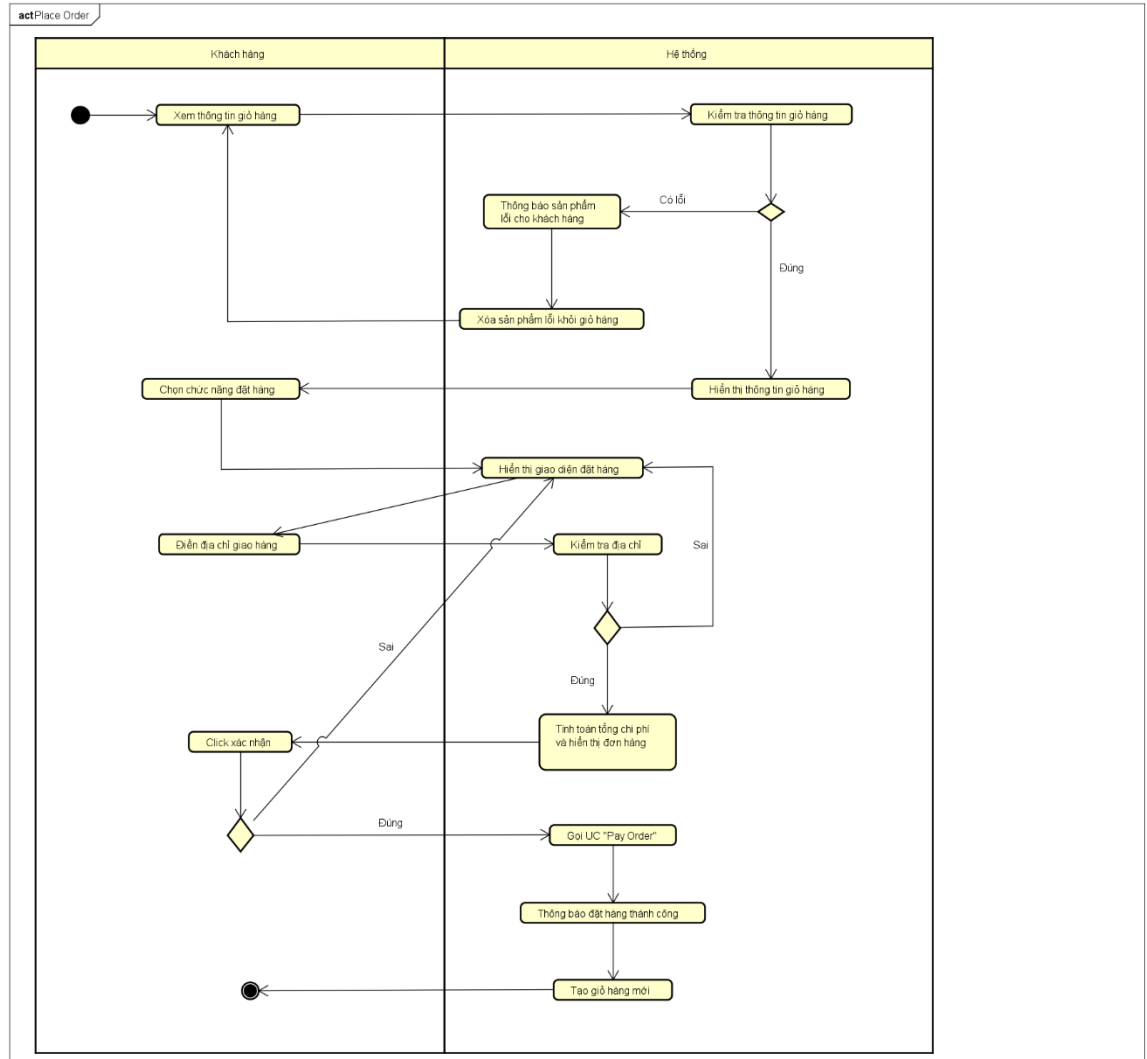 act Place Order
Khách hàng
Hệ thống
Xem thông tin giỏ hàng
Kiểm tra thông tin giỏ hàng
Thông báo sản phẩm
lỗi cho khách hàng
Có lỗi
Đúng
Xóa sản phẩm lỗi khỏi giỏ hàng
Chọn chức năng đặt hàng
Hiển thị thông tin giỏ hàng
Hiển thị giao diện đặt hàng
Điền địa chỉ giao hàng
Kiểm tra địa chỉ
Sai
Sai
Đúng
Tính toán tổng chi phí
và hiển thị đơn hàng
Click xác nhận
Đúng
Gọi UC "Pay Order"
Thông báo đặt hàng thành công
Tạo giỏ hàng mới